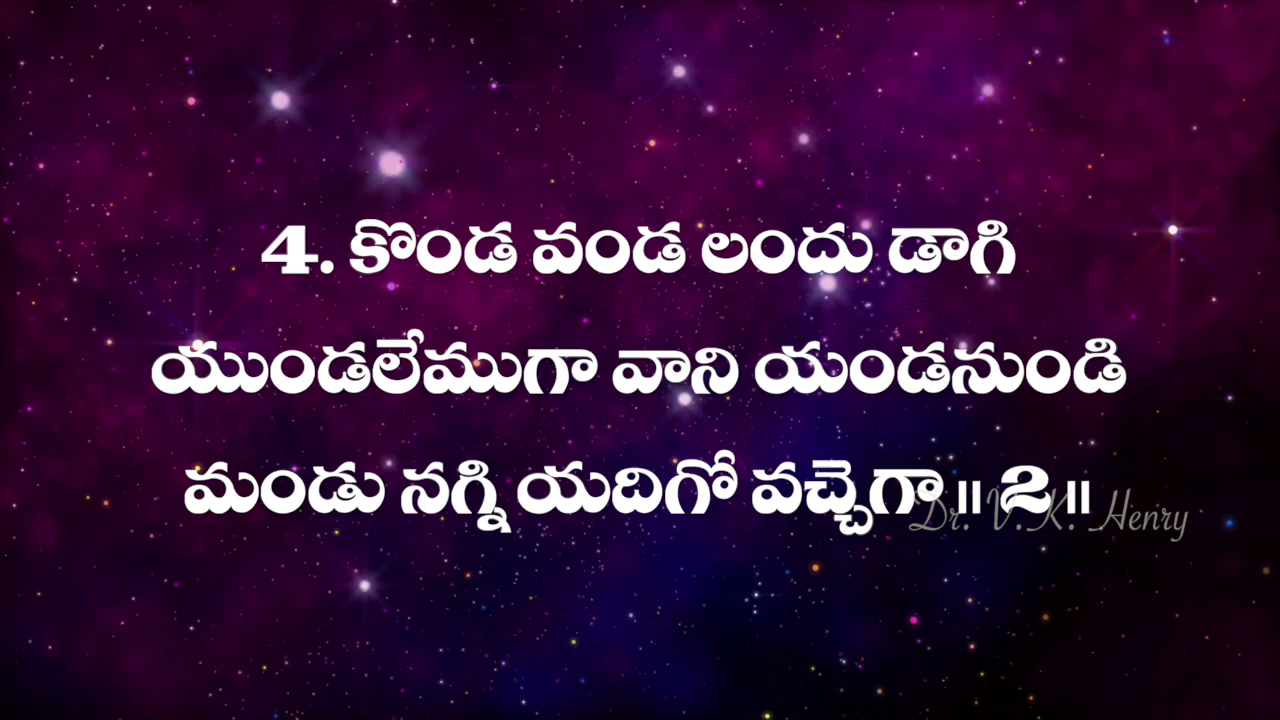 4. కొండ వండ లందు డాగి
యుండలేముగా వాని యండనుండి
మండు నగ్ని యదిగో వచ్చెగా ॥ 2 ॥
Dr. V. K. Henry